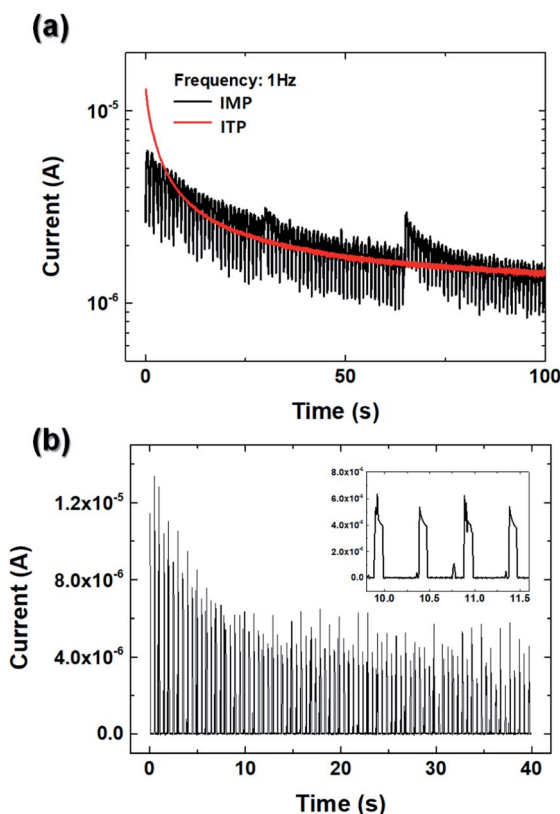 (a)
Frequency: 1Hz
IMP
ITP
10⁻⁵
10⁻⁶
Current (A)
0
50
100
Time (s)
(b)
1.2x10⁻⁵
8.0x10⁻⁶
4.0x10⁻⁶
0.0
Current (A)
8.0x10⁻⁶
6.0x10⁻⁶
4.0x10⁻⁶
2.0x10⁻⁶
0.0
10.0
10.5
11.0
11.5
0
10
20
30
40
Time (s)